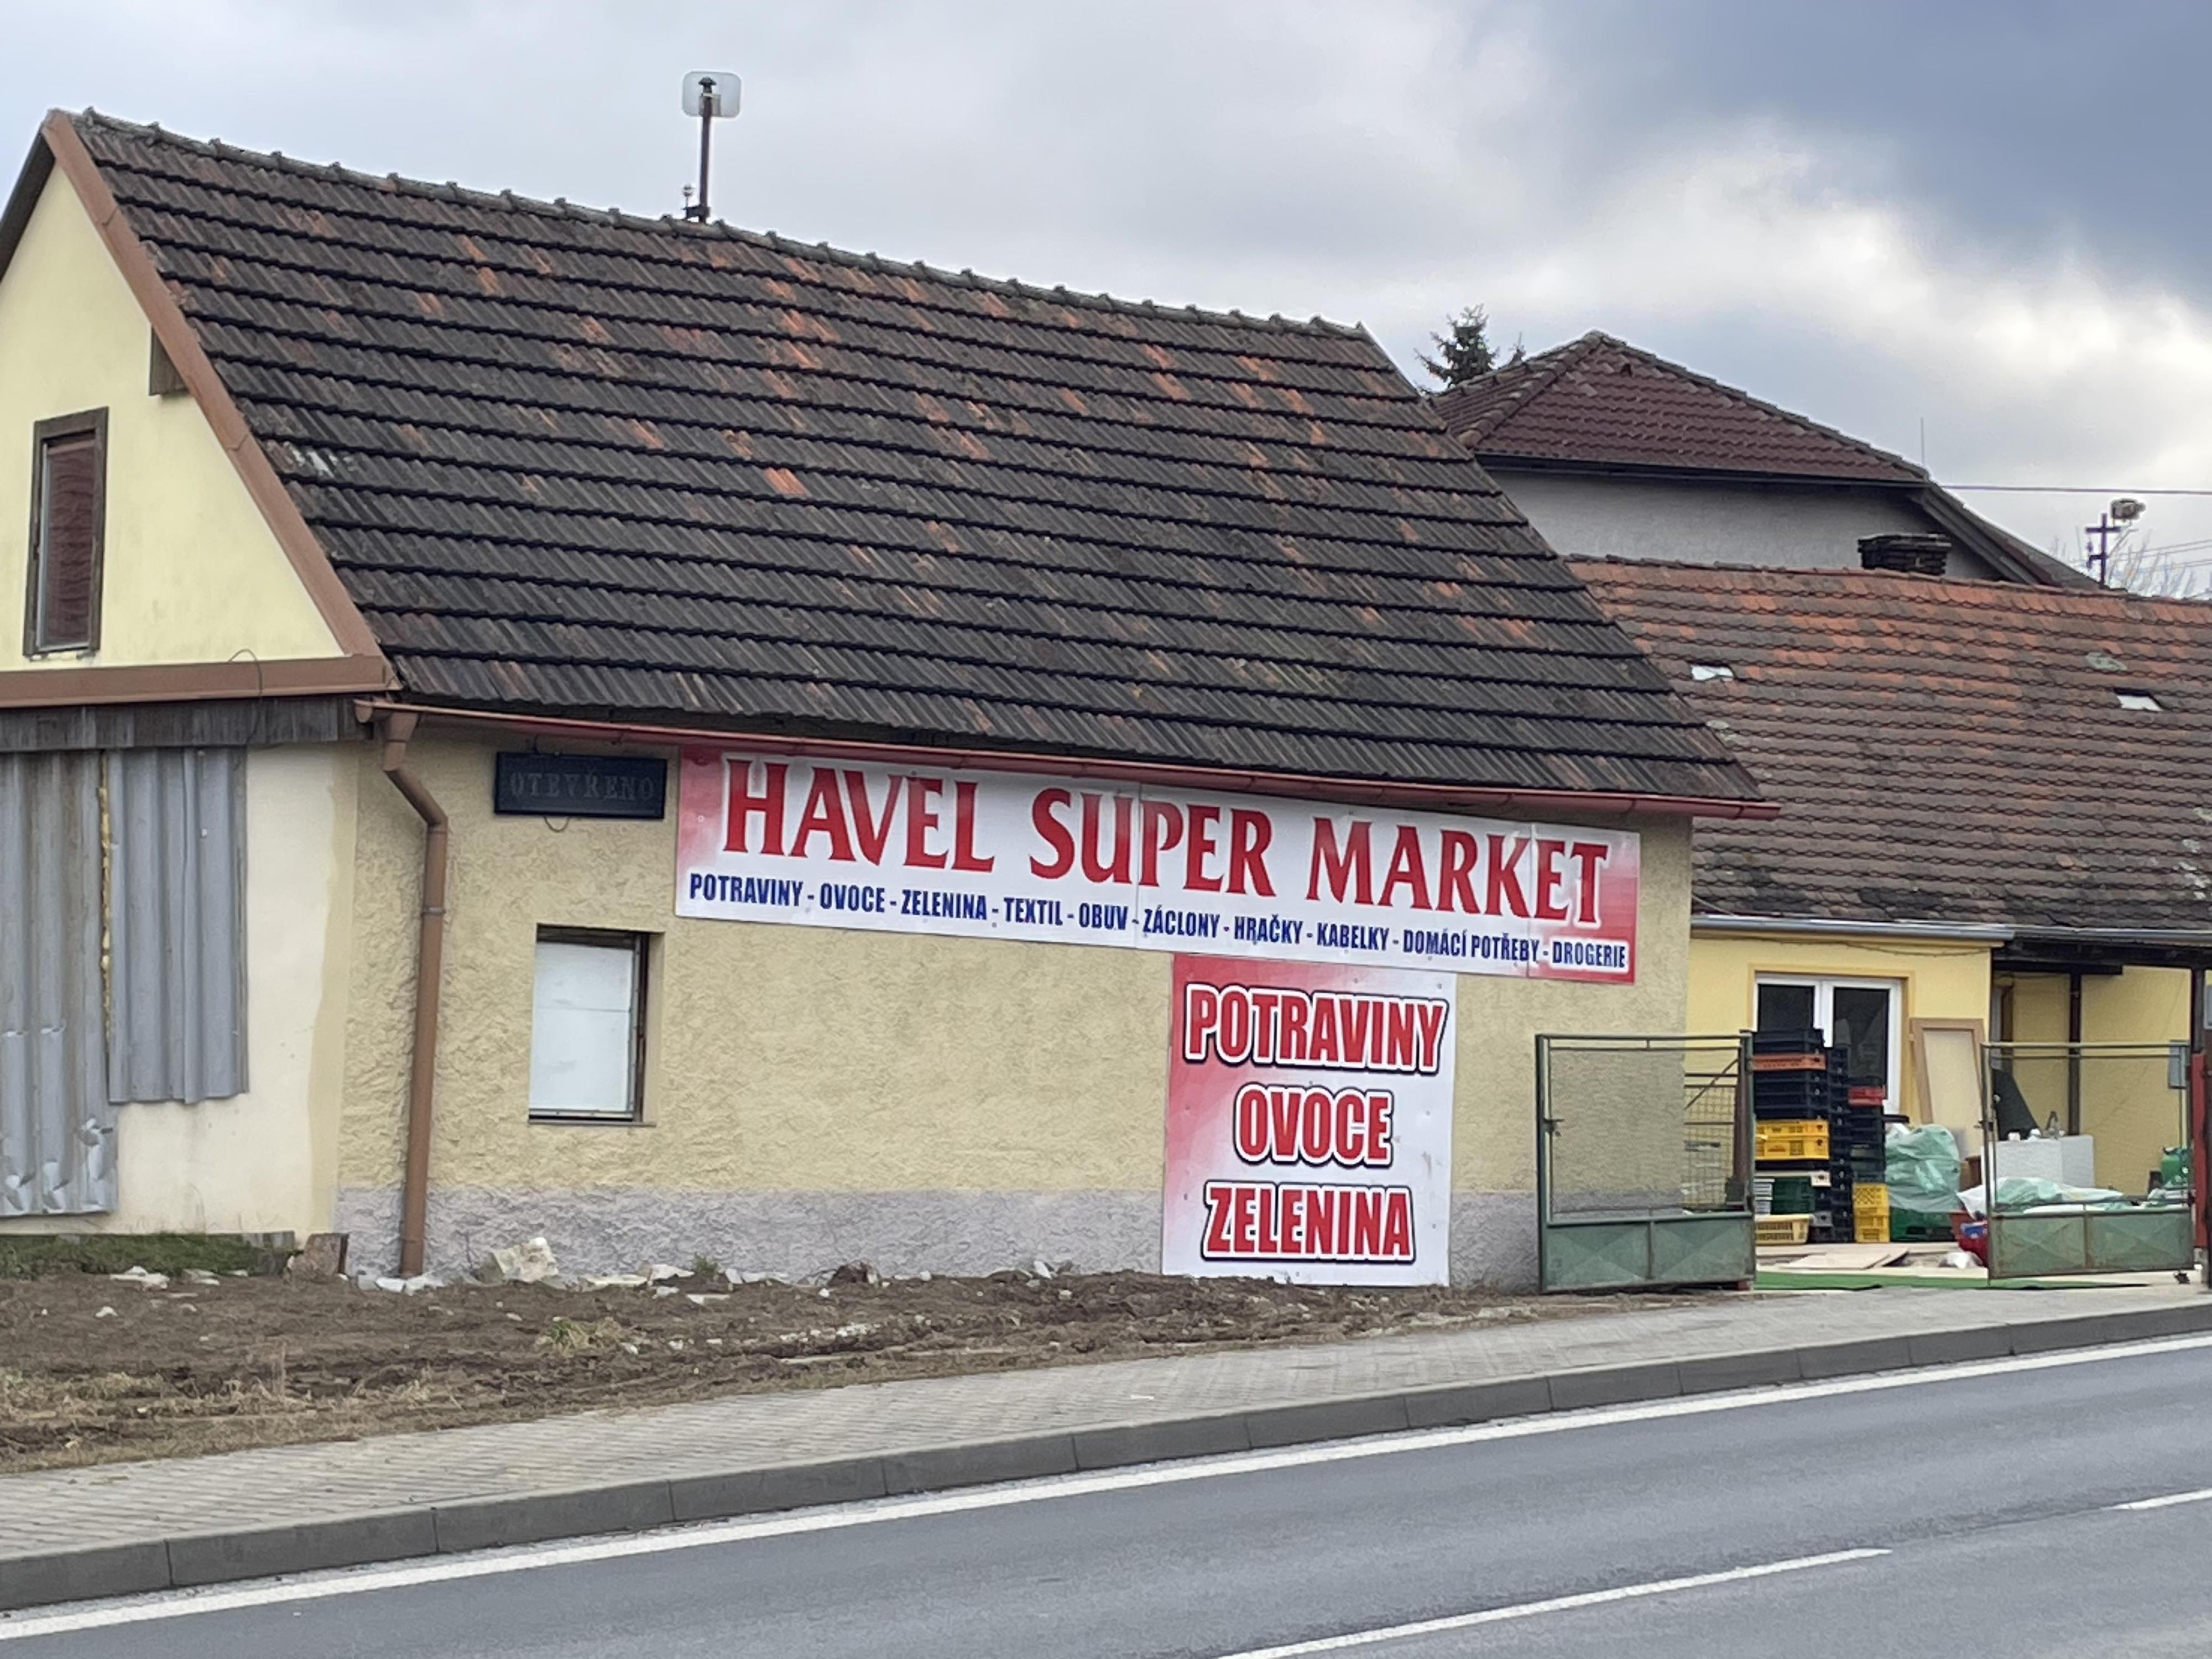 OTEVŘENO
HAVEL SUPER MARKET
POTRAVINY - OVOCE - ZELENINA - TEXTIL - OBUV - ZÁCLONY - HRAČKY - KABELKY - DOMÁCÍ POTŘEBY - DROGERIE
POTRAVINY
OVOCE
ZELENINA